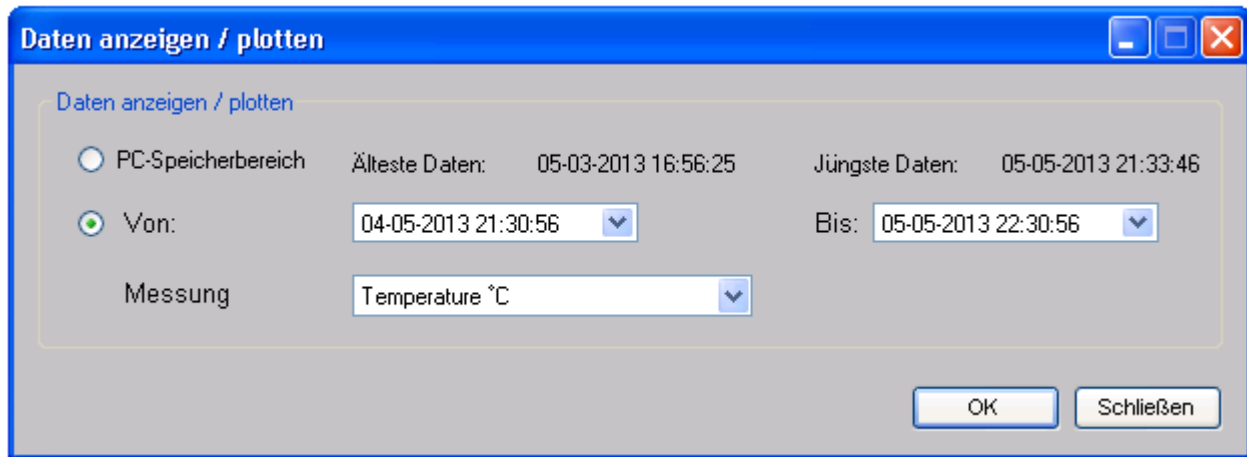 Daten anzeigen / plotten
Daten anzeigen / plotten
PC-Speicherbereich Älteste Daten: 05-03-2013 16:56:25 Jüngste Daten: 05-05-2013 21:33:46
Von: 04-05-2013 21:30:56 Bis: 05-05-2013 22:30:56
Messung Temperature °C
OK Schließen